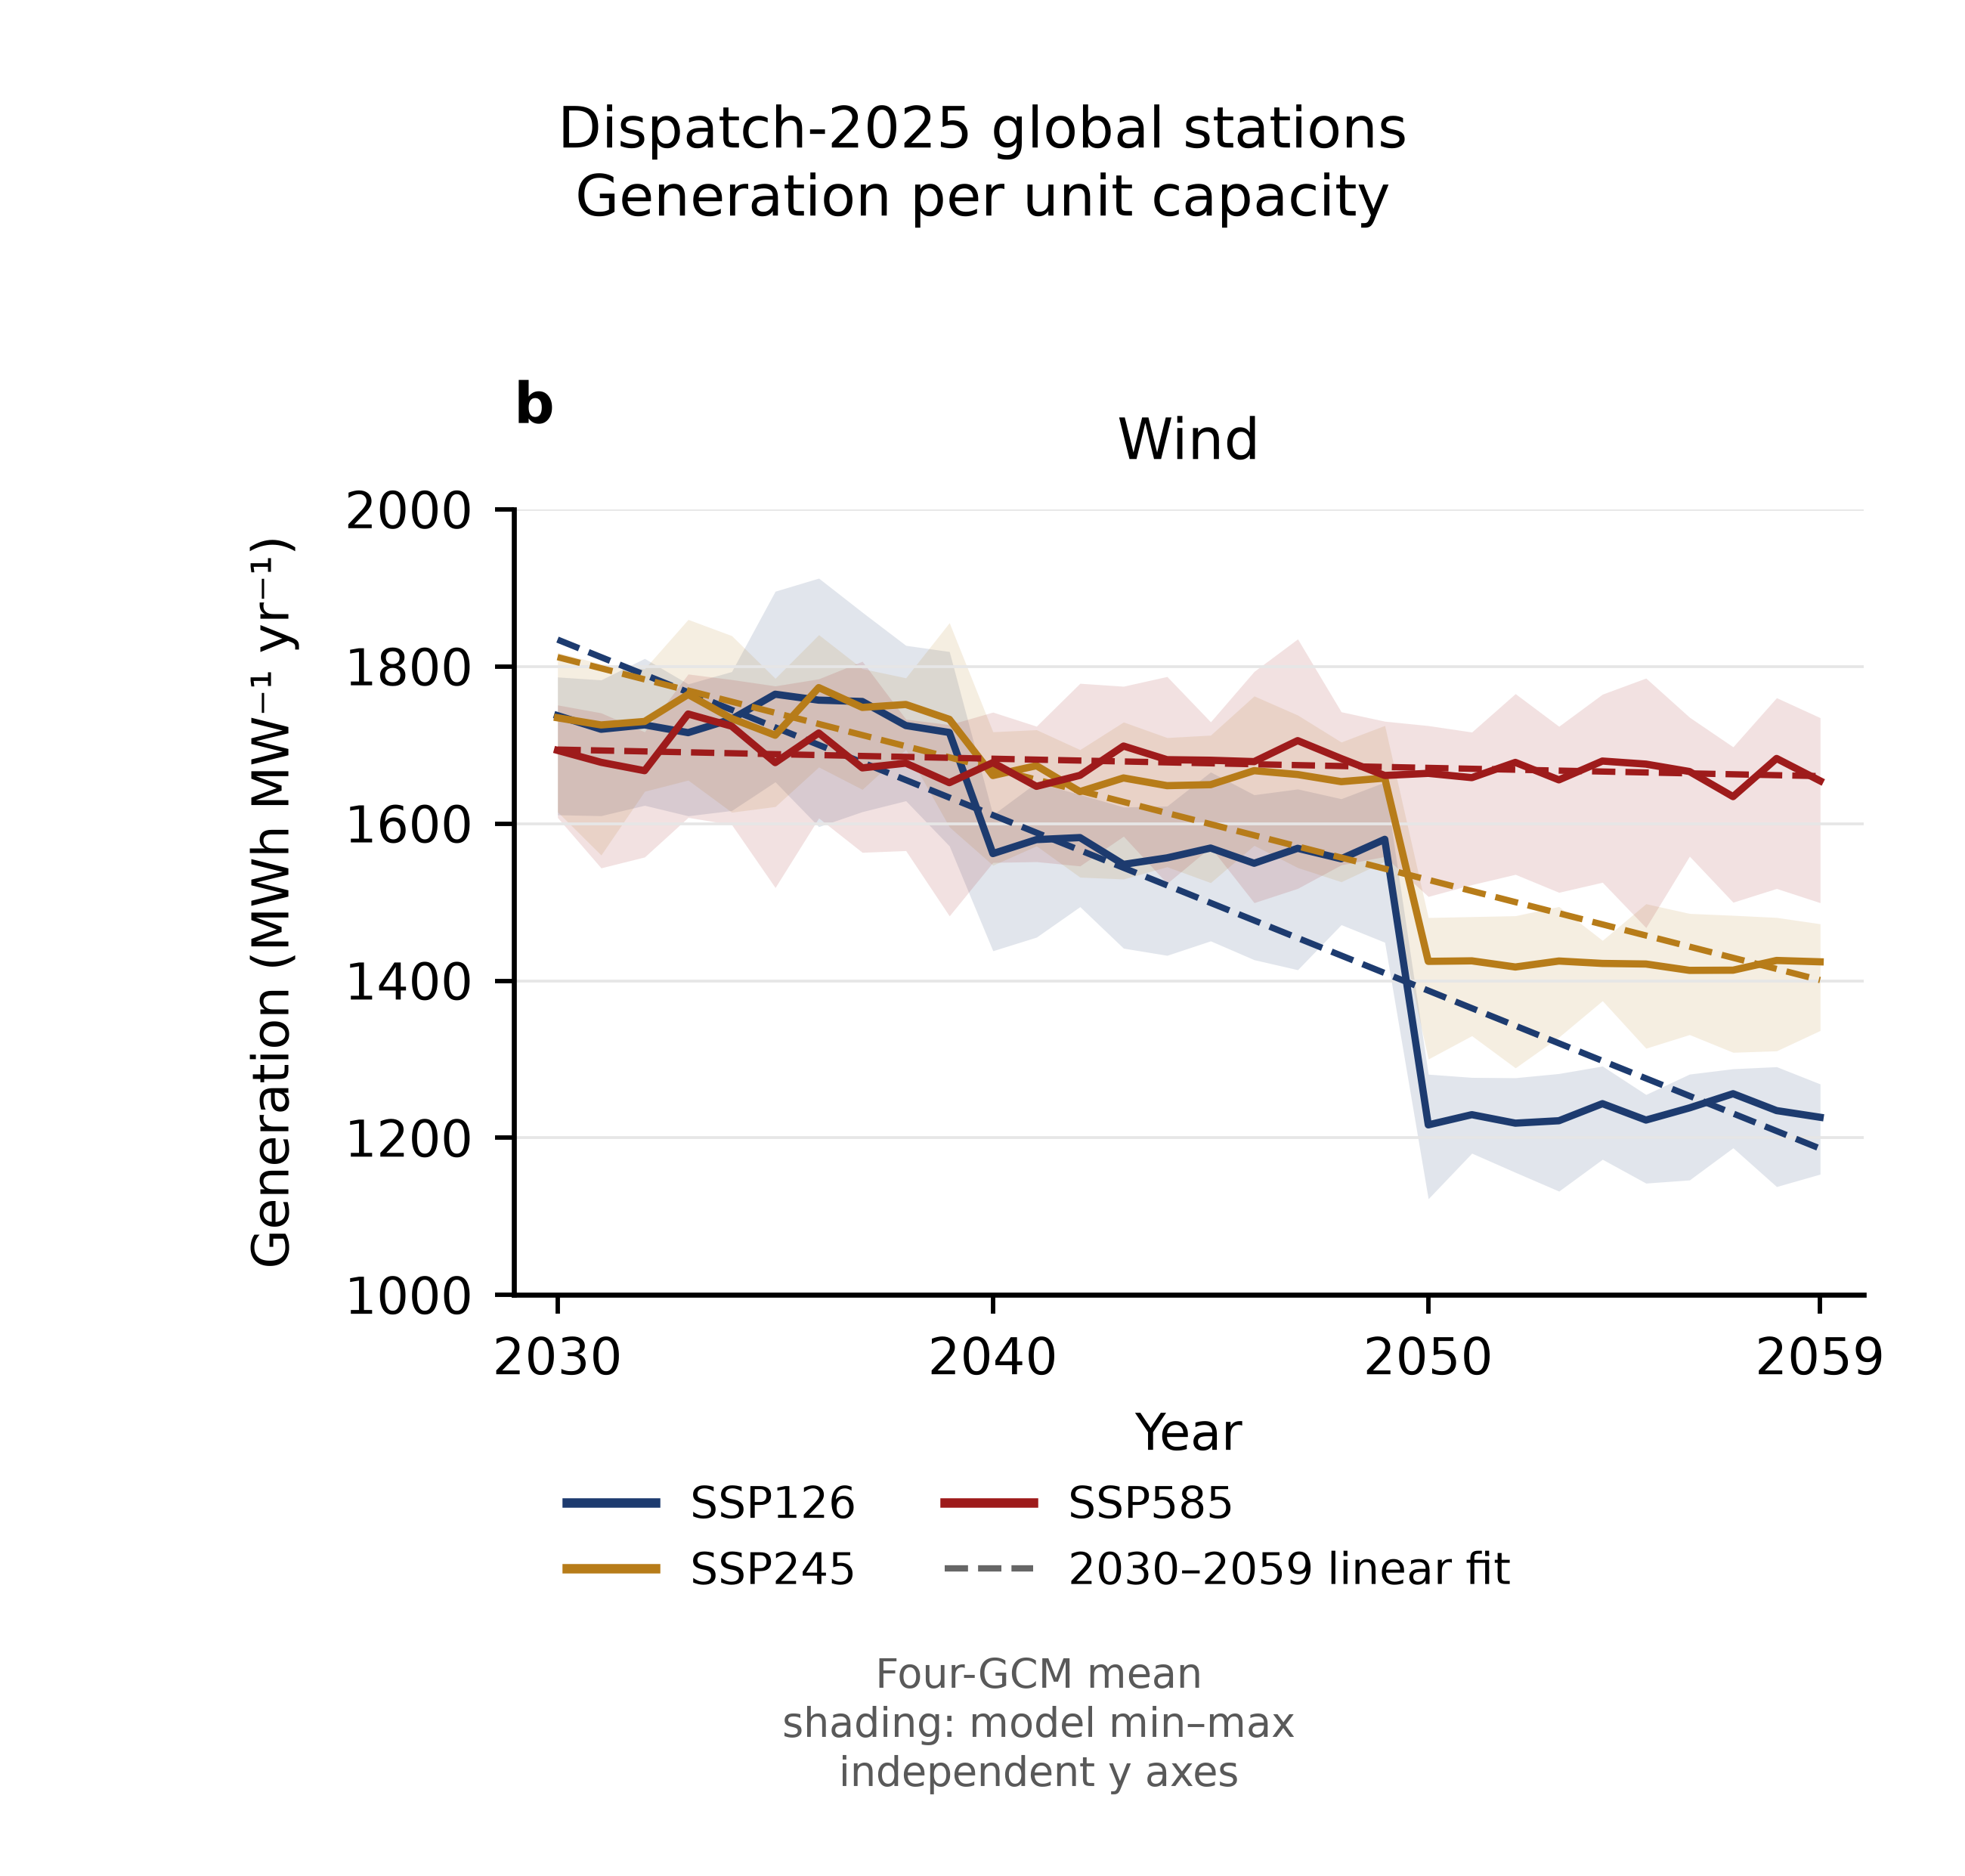 Dispatch-2025 global stations
Generation per unit capacity
b
Wind
Generation (MWh MW⁻¹ yr⁻¹)
2000
1800
1600
1400
1200
1000
2030 2040 2050 2059
Year
SSP126 SSP585
SSP245 2030–2059 linear fit
Four-GCM mean
shading: model min–max
independent y axes